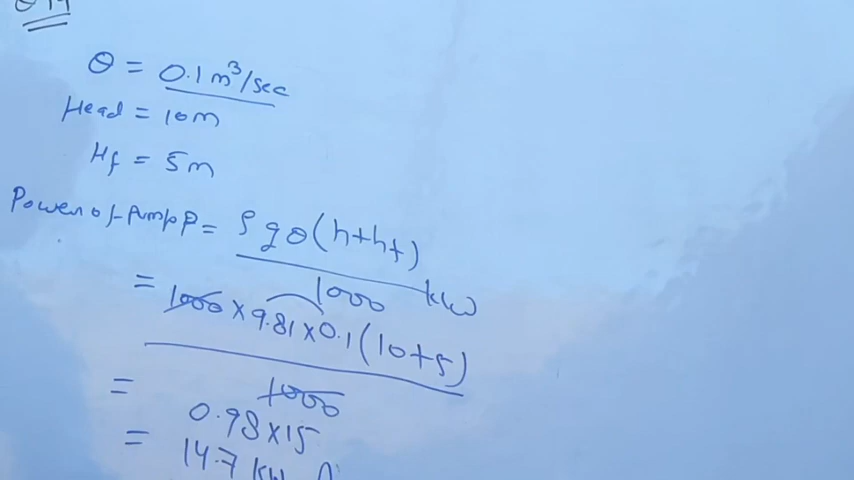 Q = 0.1 m³/sec
Head = 10m
Hf = 5m
Power of Pump P = ρgQ(h+hf)
1000 kw
= 1000 × 9.81 × 0.1 (10+5)
1000
= 0.98 × 15
= 14.7 kw